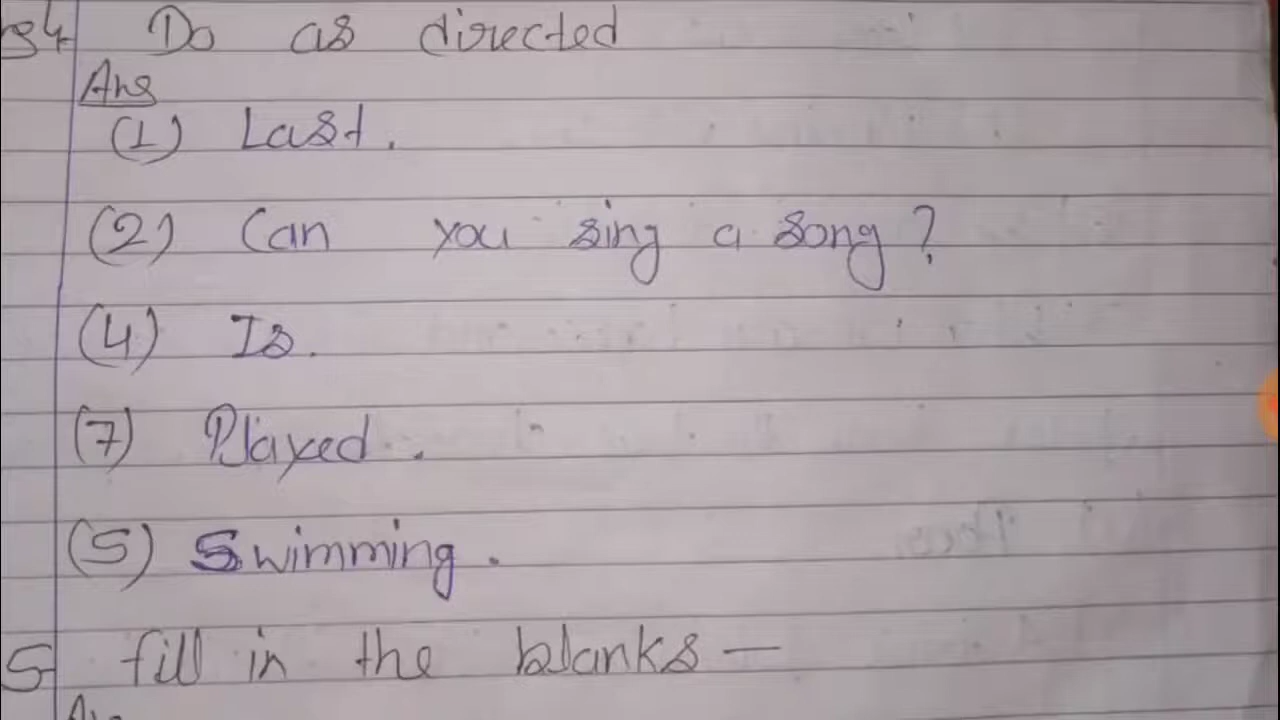 Do as directed
Ans
(1) Last.
(2) Can you sing a song?
(4) Is.
(7) Played.
(5) Swimming.
5 fill in the blanks —